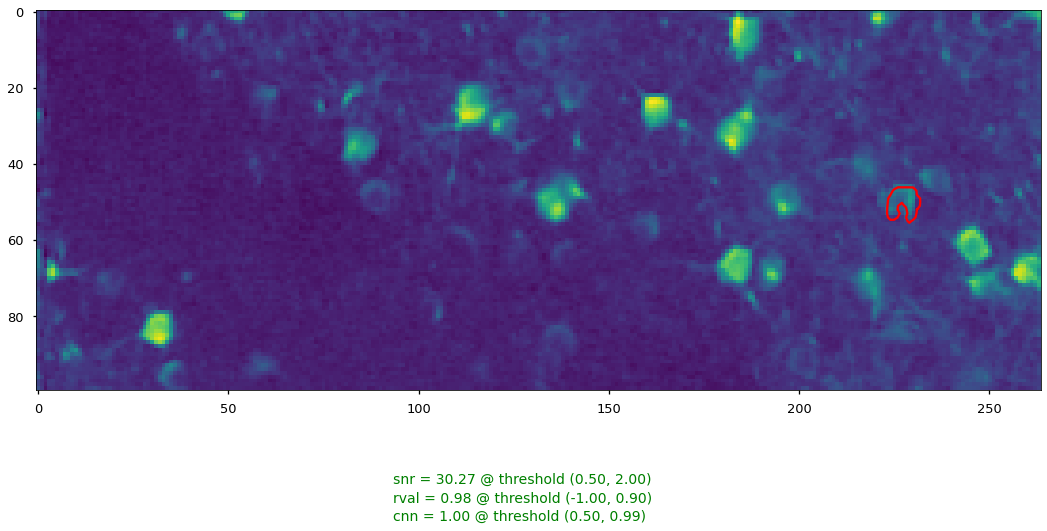 0
20
40
60
80
0 50 100 150 200 250
snr = 30.27 @ threshold (0.50, 2.00)
rval = 0.98 @ threshold (-1.00, 0.90)
cnn = 1.00 @ threshold (0.50, 0.99)